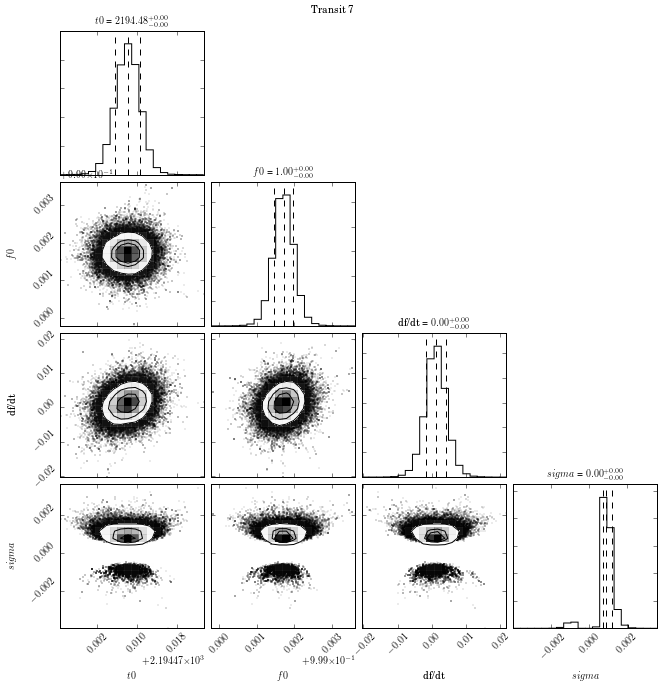 Transit 7
t0 = 2194.48+0.00−0.00
f0 = 1.00+0.00−0.00
f0
0.003
0.002
0.001
0.000
df/dt = 0.00+0.00−0.00
df/dt
0.02
0.01
0.00
−0.01
−0.02
sigma = 0.00+0.00−0.00
sigma
0.002
0.000
−0.002
0.002 0.010 0.018
0.000 0.001 0.002 0.003
−0.02 −0.01 0.00 0.01 0.02
−0.002 0.000 0.002
+2.19447×10³ +9.99×10⁻¹
t0 f0 df/dt sigma